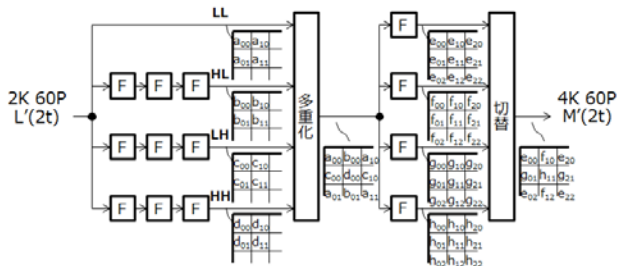 2K 60P
L'(2t)
LL
a00 a10
a01 a11
HL
F F F
b00 b10
b01 b11
LH
F F F
c00 c10
c01 c11
HH
F F F
d00 d10
d01 d11
多重化
a00 b00 a10
c00 d00 c10
a01 b01 a11
F
e00 e10 e20
e01 e11 e21
e02 e12 e22
F
f00 f10 f20
f01 f11 f21
f02 f12 f22
F
g00 g10 g20
g01 g11 g21
g02 g12 g22
F
h00 h10 h20
h01 h11 h21
h02 h12 h22
切替
e00 f10 e20
g01 h11 g21
e02 f12 e22
4K 60P
M'(2t)